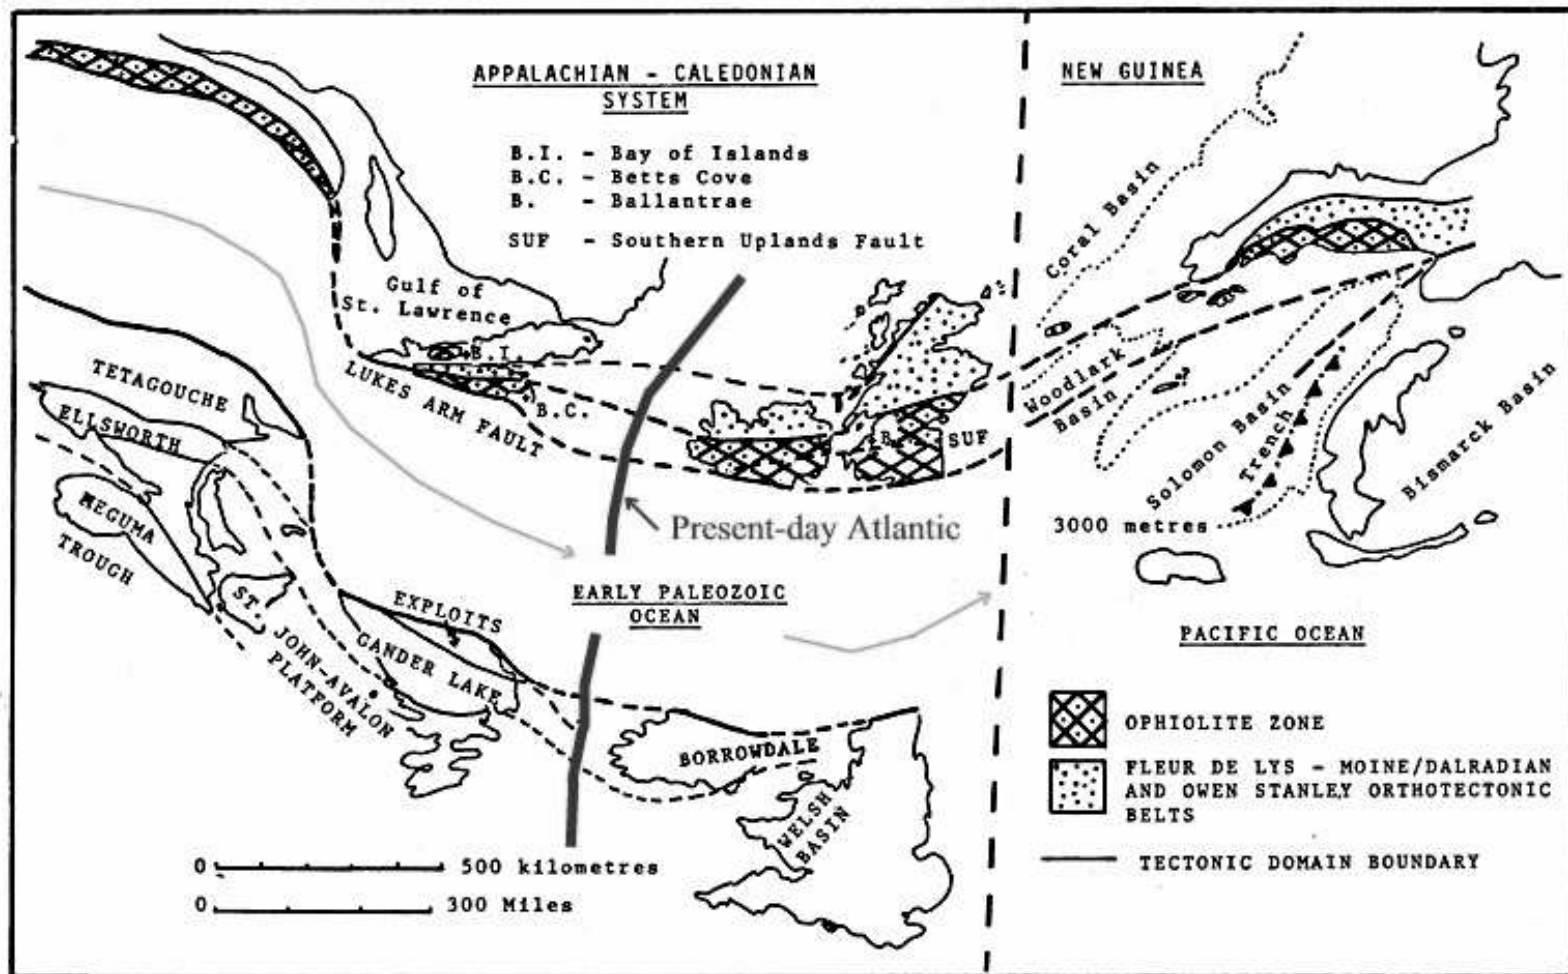 APPALACHIAN - CALEDONIAN
SYSTEM
B.I. - Bay of Islands
B.C. - Betts Cove
B. - Ballantrae
SUF - Southern Uplands Fault
NEW GUINEA
Coral Basin
Gulf of
St. Lawrence
B.I.
B.C.
LUKES ARM FAULT
B.
SUF
Woodlark
Basin
Solomon Basin
Trench
Bismarck Basin
3000 metres
TETAGOUCHE
ELLSWORTH
MEGUMA
TROUGH
ST.
JOHN-AVALON
PLATFORM
EXPLOITS
GANDER LAKE
Present-day Atlantic
EARLY PALEOZOIC
OCEAN
PACIFIC OCEAN
BORROWDALE
WELSH
BASIN
OPHIOLITE ZONE
FLEUR DE LYS - MOINE/DALRADIAN
AND OWEN STANLEY ORTHOTECTONIC
BELTS
TECTONIC DOMAIN BOUNDARY
0 500 kilometres
0 300 Miles